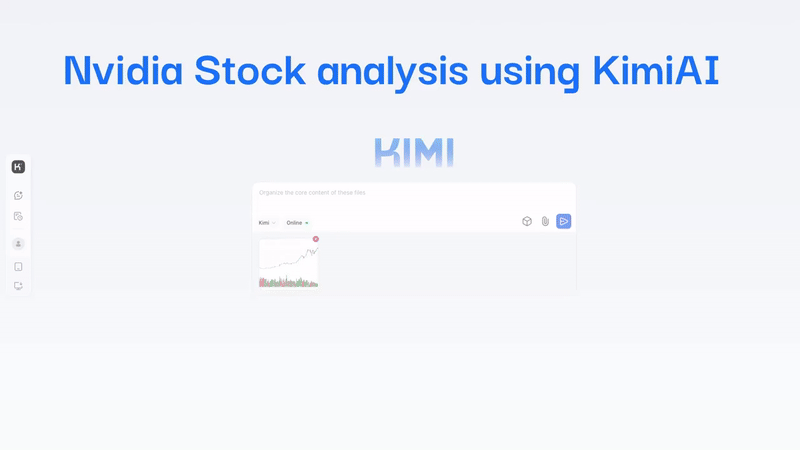 Nvidia Stock analysis using KimiAI
KIMI
Organize the core content of these files
Kimi
Online